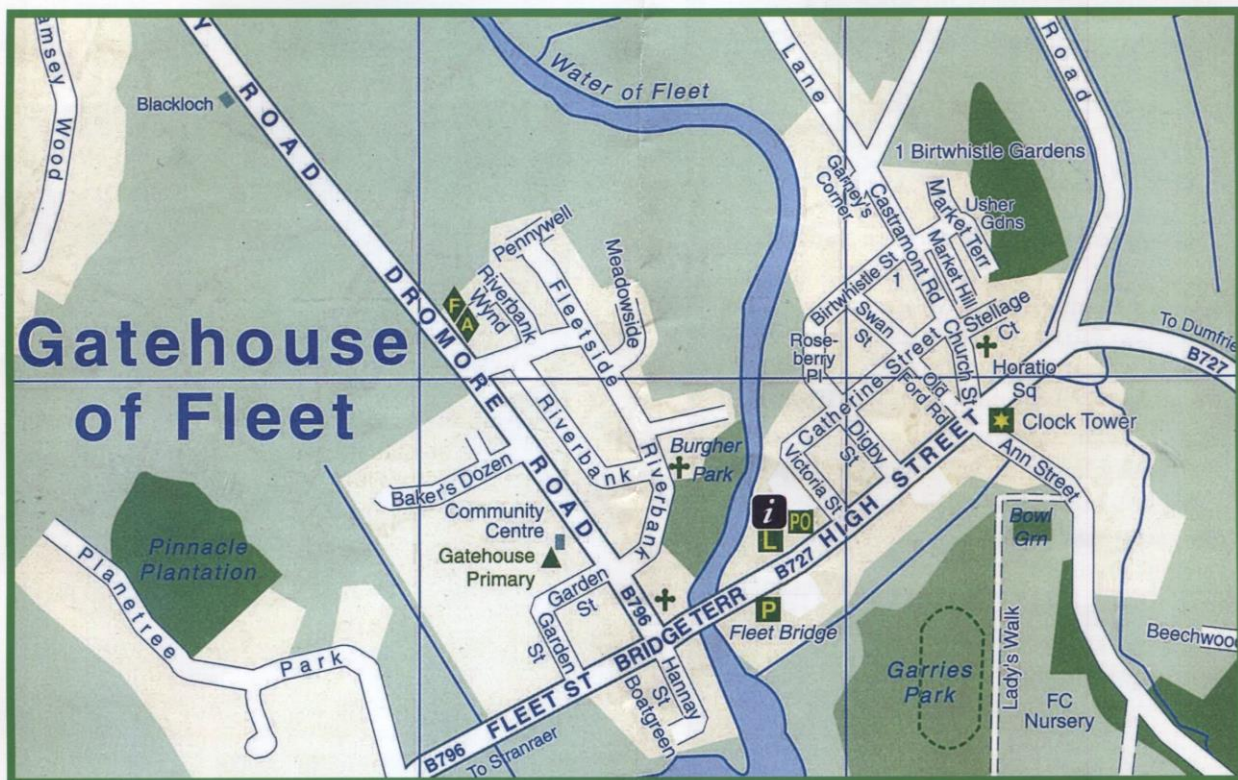 Gatehouse
of Fleet
amsey Wood
Blackloch
Y ROAD
DROMORE ROAD
Water of Fleet
Lane
Road
1 Birtwhistle Gardens
Garney's
Corner
Castramont Rd
Market Terr
Usher
Gdns
Market Hill
Birtwhistle St
1
Swan
St
Stellage
Ct
Church St
Rose-
berry
Pl
Catherine Street
Old
Ford Rd
Horatio
Sq
To Dumfrie
B727
Clock Tower
Ann Street
Digby
St
Victoria St
B727 HIGH STREET
i
PO
L
P
Fleet Bridge
Bowl
Grn
Lady's Walk
Garries
Park
FC
Nursery
Beechwood
Pennywell
Riverbank
Wynd
Fleetside
Meadowside
F
A
Riverbank
Riverbank
Burgher
Park
Baker's Dozen
Community
Centre
Gatehouse
Primary
Garden
St
Garden
St
B796
BRIDGE TERR
Hannay
St
Boatgreen
B796 FLEET ST
To Stranraer
Pinnacle
Plantation
Planetree
Park